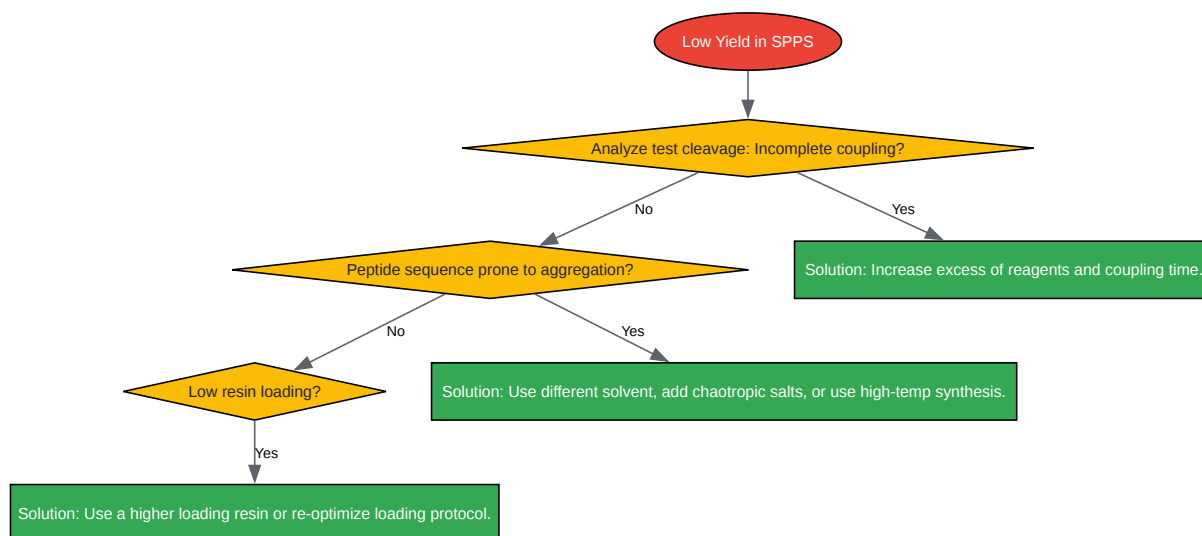 Low Yield in SPPS
Analyze test cleavage: Incomplete coupling?
No
Yes
Peptide sequence prone to aggregation?
Solution: Increase excess of reagents and coupling time.
No
Yes
Low resin loading?
Solution: Use different solvent, add chaotropic salts, or use high-temp synthesis.
Yes
Solution: Use a higher loading resin or re-optimize loading protocol.